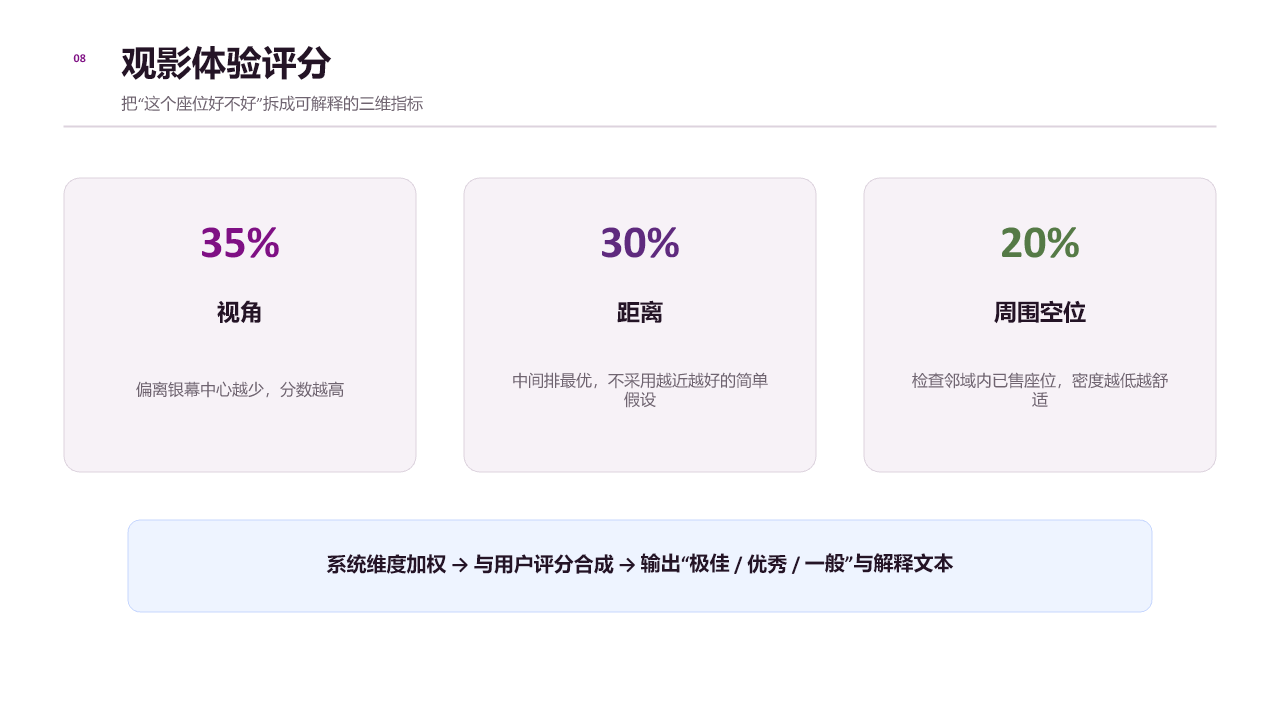 08
观影体验评分
把“这个座位好不好”拆成可解释的三维指标
35%
视角
偏离银幕中心越少，分数越高
30%
距离
中间排最优，不采用越近越好的简单
假设
20%
周围空位
检查邻域内已售座位，密度越低越舒
适
系统维度加权 → 与用户评分合成 → 输出“极佳 / 优秀 / 一般”与解释文本